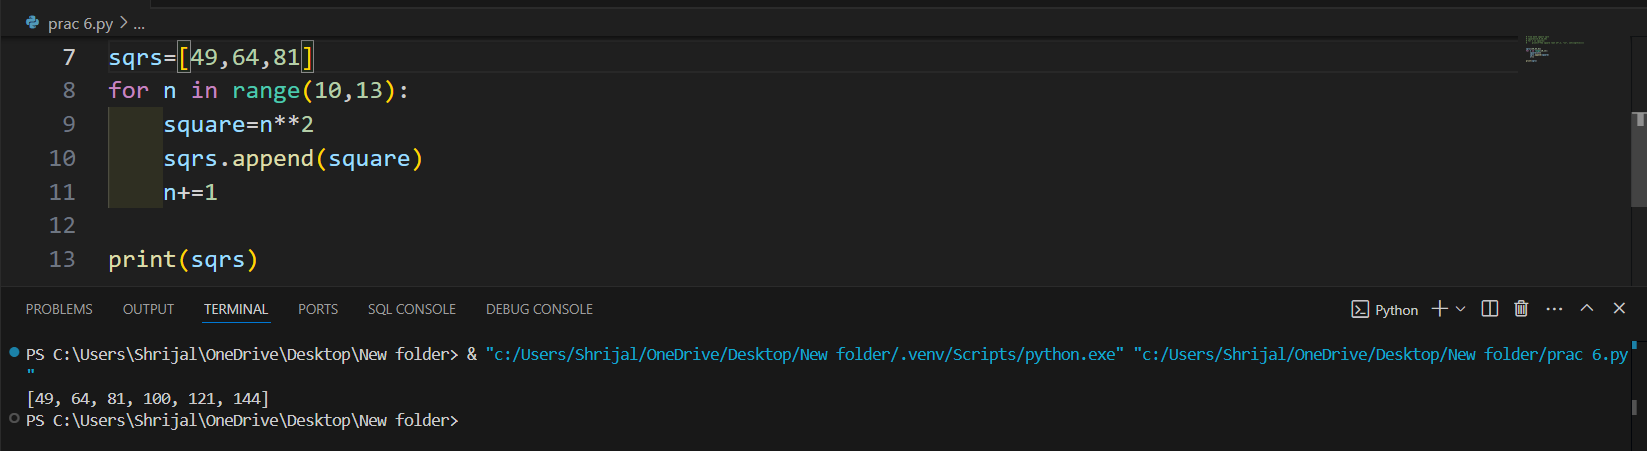 prac 6.py > ...
7 sqrs=[49,64,81]
8 for n in range(10,13):
9     square=n**2
10     sqrs.append(square)
11     n+=1
12
13 print(sqrs)
PROBLEMS OUTPUT TERMINAL PORTS SQL CONSOLE DEBUG CONSOLE Python
PS C:\Users\Shrijal\OneDrive\Desktop\New folder> & "c:/Users/Shrijal/OneDrive/Desktop/New folder/.venv/Scripts/python.exe" "c:/Users/Shrijal/OneDrive/Desktop/New folder/prac 6.py
"
[49, 64, 81, 100, 121, 144]
PS C:\Users\Shrijal\OneDrive\Desktop\New folder>